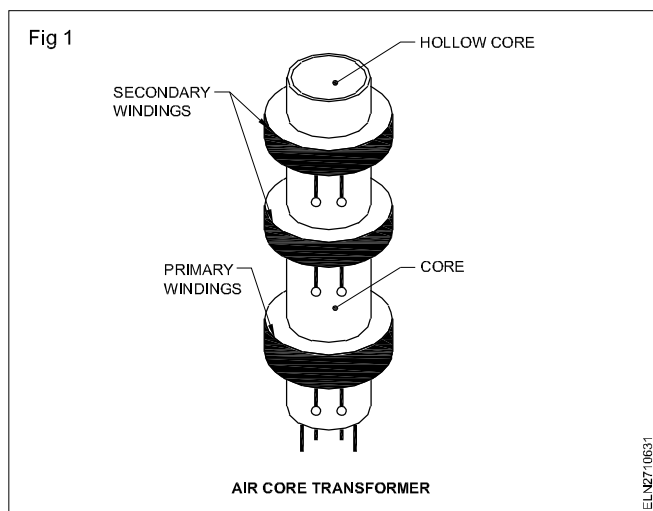 Fig 1
HOLLOW CORE
SECONDARY
WINDINGS
PRIMARY
WINDINGS
CORE
AIR CORE TRANSFORMER
ELN2710631